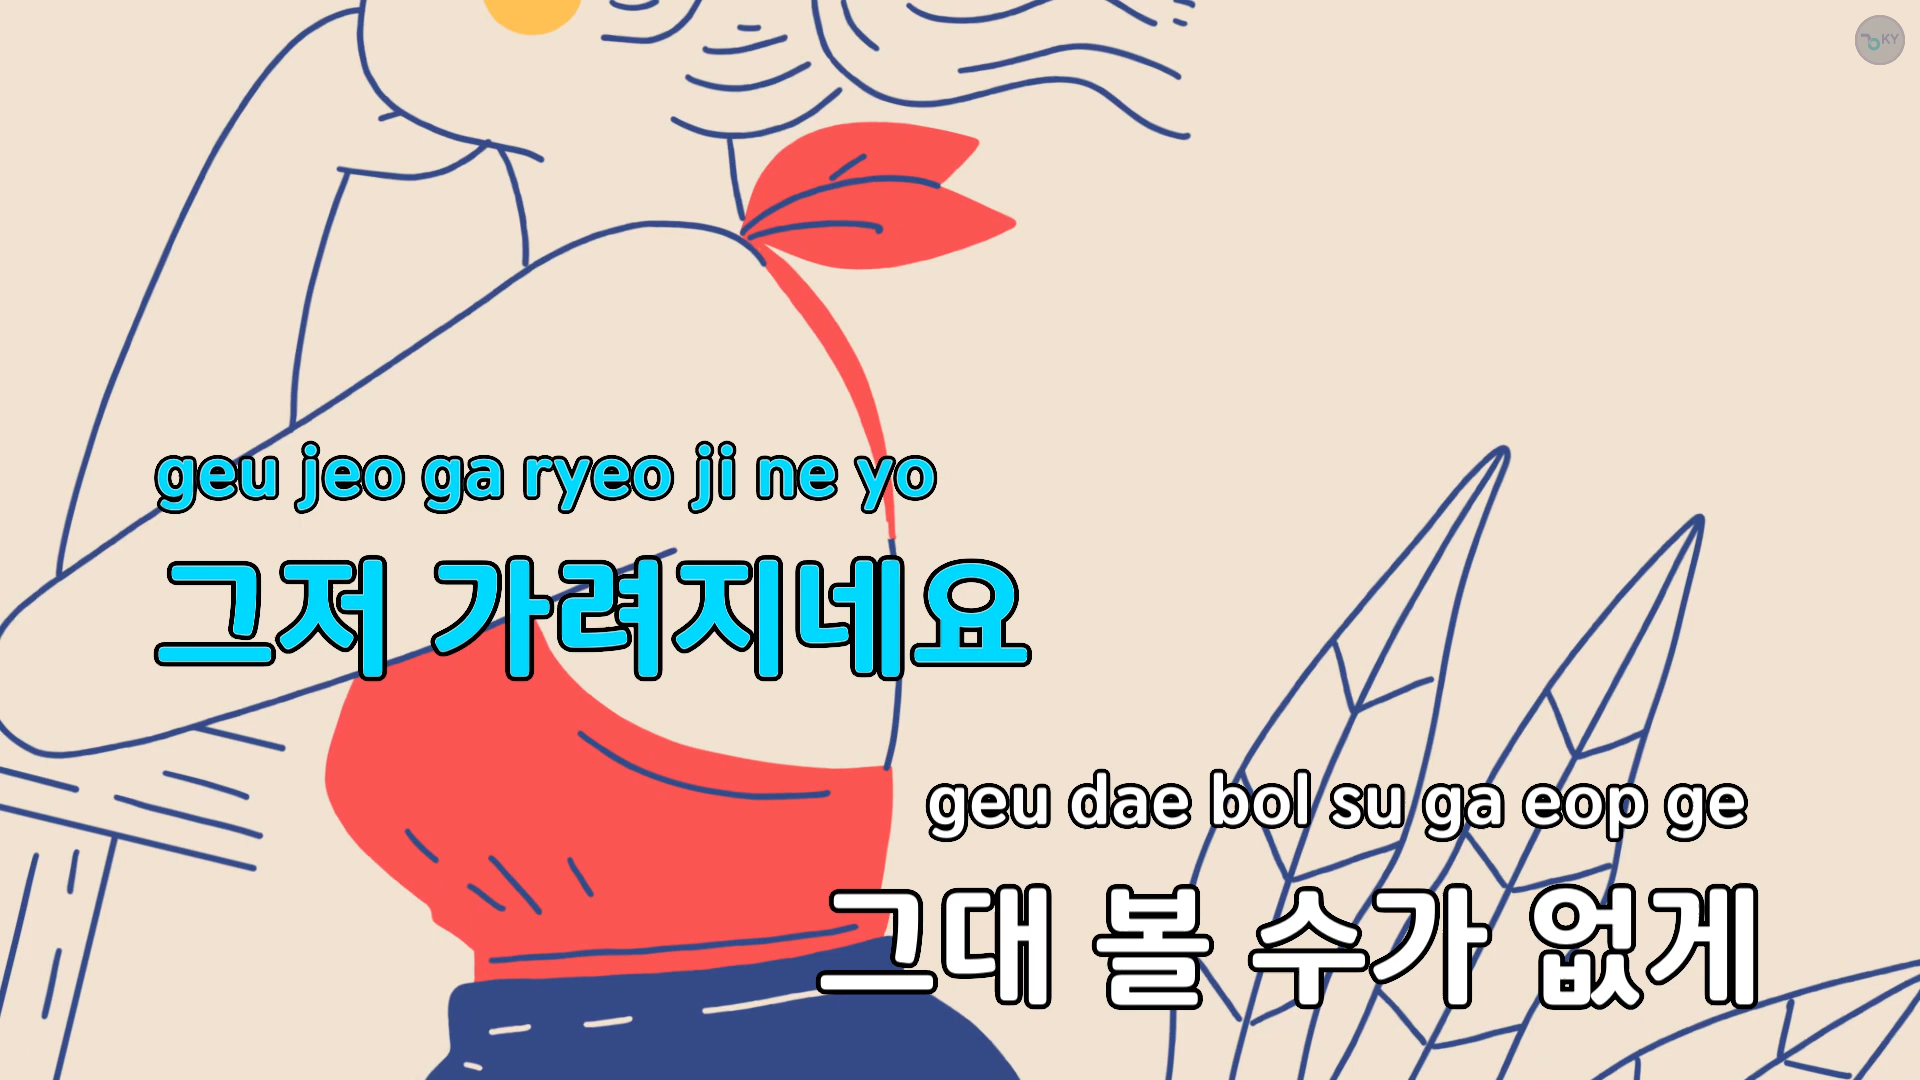 KY
geu jeo ga ryeo ji ne yo
그저 가려지네요
geu dae bol su ga eop ge
그대 볼 수가 없게